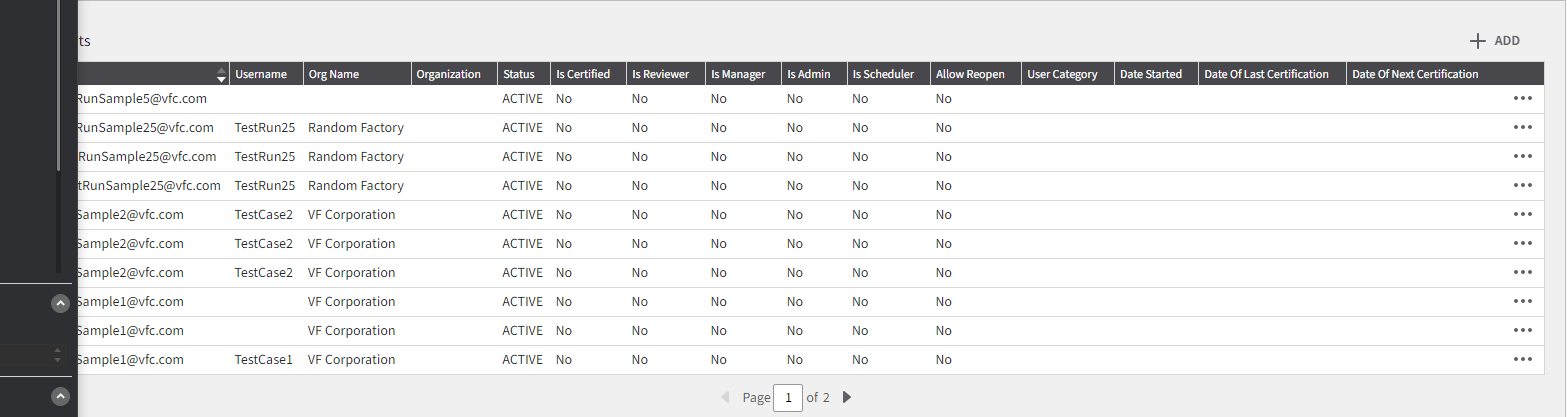 ts
ADD
Username Org Name Organization Status Is Certified Is Reviewer Is Manager Is Admin Is Scheduler Allow Reopen User Category Date Started Date Of Last Certification Date Of Next Certification
RunSample5@vfc.com ACTIVE No No No No No No
RunSample25@vfc.com TestRun25 Random Factory ACTIVE No No No No No No
RunSample25@vfc.com TestRun25 Random Factory ACTIVE No No No No No No
tRunSample25@vfc.com TestRun25 Random Factory ACTIVE No No No No No No
Sample2@vfc.com TestCase2 VF Corporation ACTIVE No No No No No No
Sample2@vfc.com TestCase2 VF Corporation ACTIVE No No No No No No
Sample2@vfc.com TestCase2 VF Corporation ACTIVE No No No No No No
Sample1@vfc.com VF Corporation ACTIVE No No No No No No
Sample1@vfc.com VF Corporation ACTIVE No No No No No No
Sample1@vfc.com TestCase1 VF Corporation ACTIVE No No No No No No
Page 1 of 2